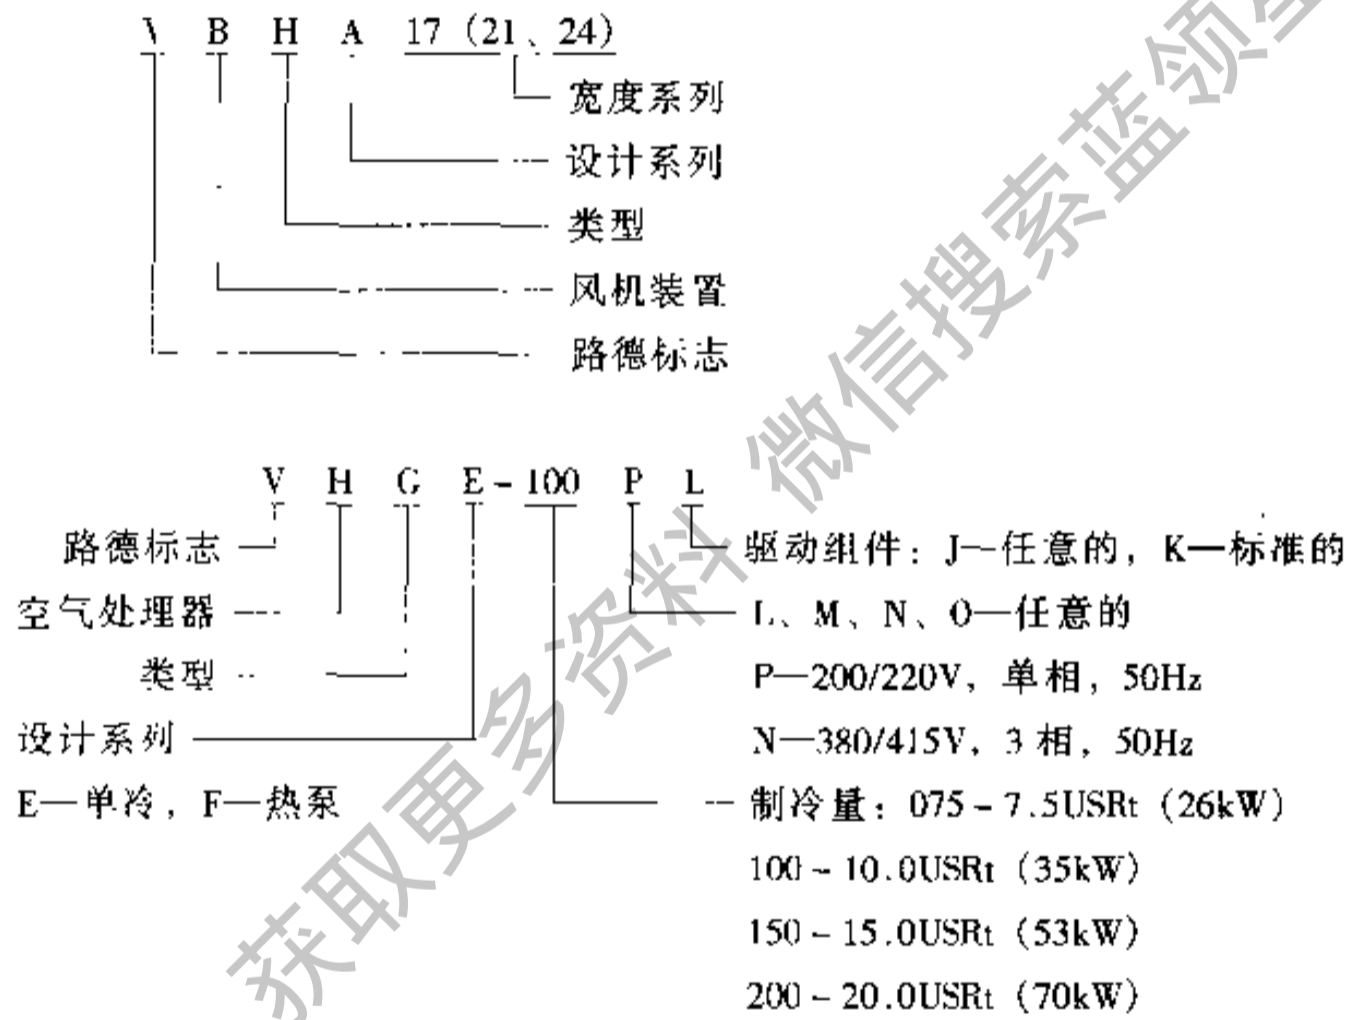 V B H A 17 (21、24)
宽度系列
设计系列
类型
风机装置
路德标志
V H G E-100 P L
路德标志
驱动组件：J—任意的，K—标准的
空气处理器
L、M、N、O—任意的
类型
P—200/220V，单相，50Hz
设计系列
N—380/415V，3相，50Hz
E—单冷，F—热泵
制冷量：075-7.5USRt (26kW)
100-10.0USRt (35kW)
150-15.0USRt (53kW)
200-20.0USRt (70kW)
获取更多资料 微信搜索蓝领星